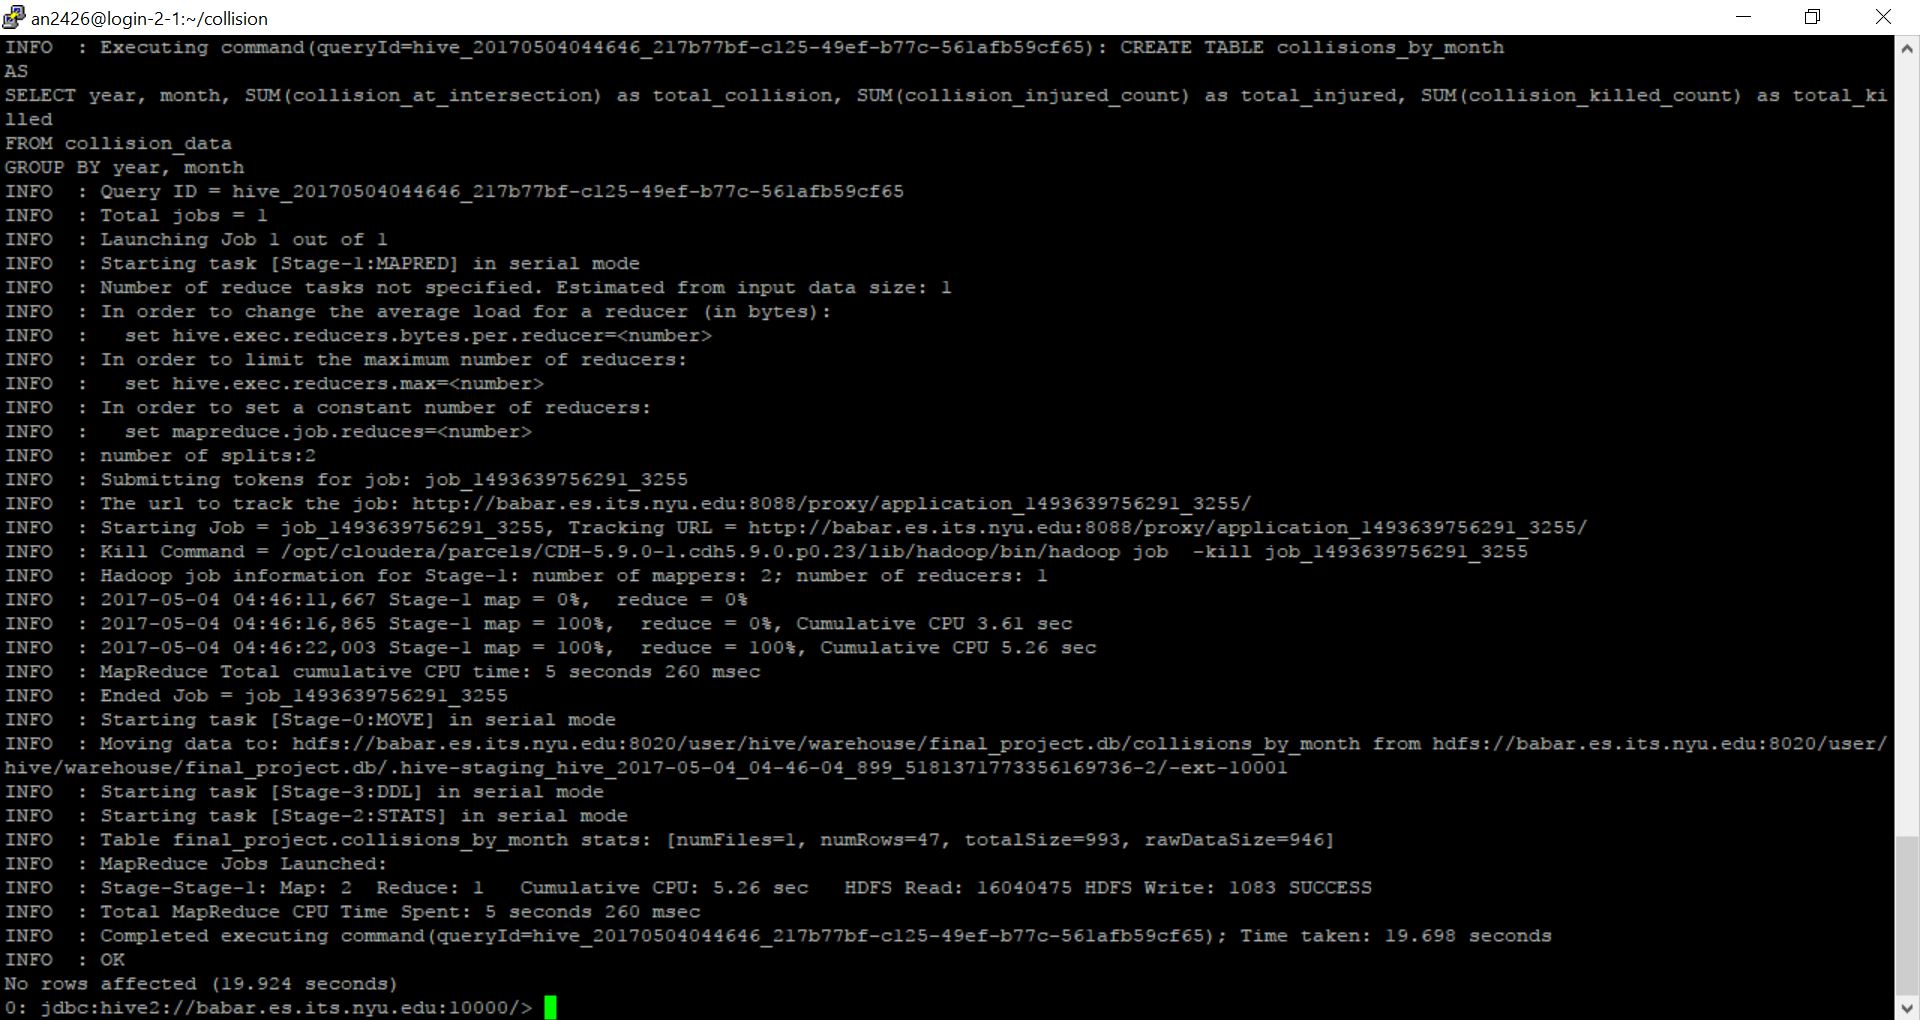 an2426@login-2-1:~/collision
INFO  : Executing command(queryId=hive_20170504044646_217b77bf-c125-49ef-b77c-561afb59cf65): CREATE TABLE collisions_by_month
AS
SELECT year, month, SUM(collision_at_intersection) as total_collision, SUM(collision_injured_count) as total_injured, SUM(collision_killed_count) as total_ki
lled
FROM collision_data
GROUP BY year, month
INFO  : Query ID = hive_20170504044646_217b77bf-c125-49ef-b77c-561afb59cf65
INFO  : Total jobs = 1
INFO  : Launching Job 1 out of 1
INFO  : Starting task [Stage-1:MAPRED] in serial mode
INFO  : Number of reduce tasks not specified. Estimated from input data size: 1
INFO  : In order to change the average load for a reducer (in bytes):
INFO  :   set hive.exec.reducers.bytes.per.reducer=<number>
INFO  : In order to limit the maximum number of reducers:
INFO  :   set hive.exec.reducers.max=<number>
INFO  : In order to set a constant number of reducers:
INFO  :   set mapreduce.job.reduces=<number>
INFO  : number of splits:2
INFO  : Submitting tokens for job: job_1493639756291_3255
INFO  : The url to track the job: http://babar.es.its.nyu.edu:8088/proxy/application_1493639756291_3255/
INFO  : Starting Job = job_1493639756291_3255, Tracking URL = http://babar.es.its.nyu.edu:8088/proxy/application_1493639756291_3255/
INFO  : Kill Command = /opt/cloudera/parcels/CDH-5.9.0-1.cdh5.9.0.p0.23/lib/hadoop/bin/hadoop job  -kill job_1493639756291_3255
INFO  : Hadoop job information for Stage-1: number of mappers: 2; number of reducers: 1
INFO  : 2017-05-04 04:46:11,667 Stage-1 map = 0%,  reduce = 0%
INFO  : 2017-05-04 04:46:16,865 Stage-1 map = 100%,  reduce = 0%, Cumulative CPU 3.61 sec
INFO  : 2017-05-04 04:46:22,003 Stage-1 map = 100%,  reduce = 100%, Cumulative CPU 5.26 sec
INFO  : MapReduce Total cumulative CPU time: 5 seconds 260 msec
INFO  : Ended Job = job_1493639756291_3255
INFO  : Starting task [Stage-0:MOVE] in serial mode
INFO  : Moving data to: hdfs://babar.es.its.nyu.edu:8020/user/hive/warehouse/final_project.db/collisions_by_month from hdfs://babar.es.its.nyu.edu:8020/user/
hive/warehouse/final_project.db/.hive-staging_hive_2017-05-04_04-46-04_899_5181371773356169736-2/-ext-10001
INFO  : Starting task [Stage-3:DDL] in serial mode
INFO  : Starting task [Stage-2:STATS] in serial mode
INFO  : Table final_project.collisions_by_month stats: [numFiles=1, numRows=47, totalSize=993, rawDataSize=946]
INFO  : MapReduce Jobs Launched:
INFO  : Stage-Stage-1: Map: 2  Reduce: 1   Cumulative CPU: 5.26 sec   HDFS Read: 16040475 HDFS Write: 1083 SUCCESS
INFO  : Total MapReduce CPU Time Spent: 5 seconds 260 msec
INFO  : Completed executing command(queryId=hive_20170504044646_217b77bf-c125-49ef-b77c-561afb59cf65); Time taken: 19.698 seconds
INFO  : OK
No rows affected (19.924 seconds)
0: jdbc:hive2://babar.es.its.nyu.edu:10000/>